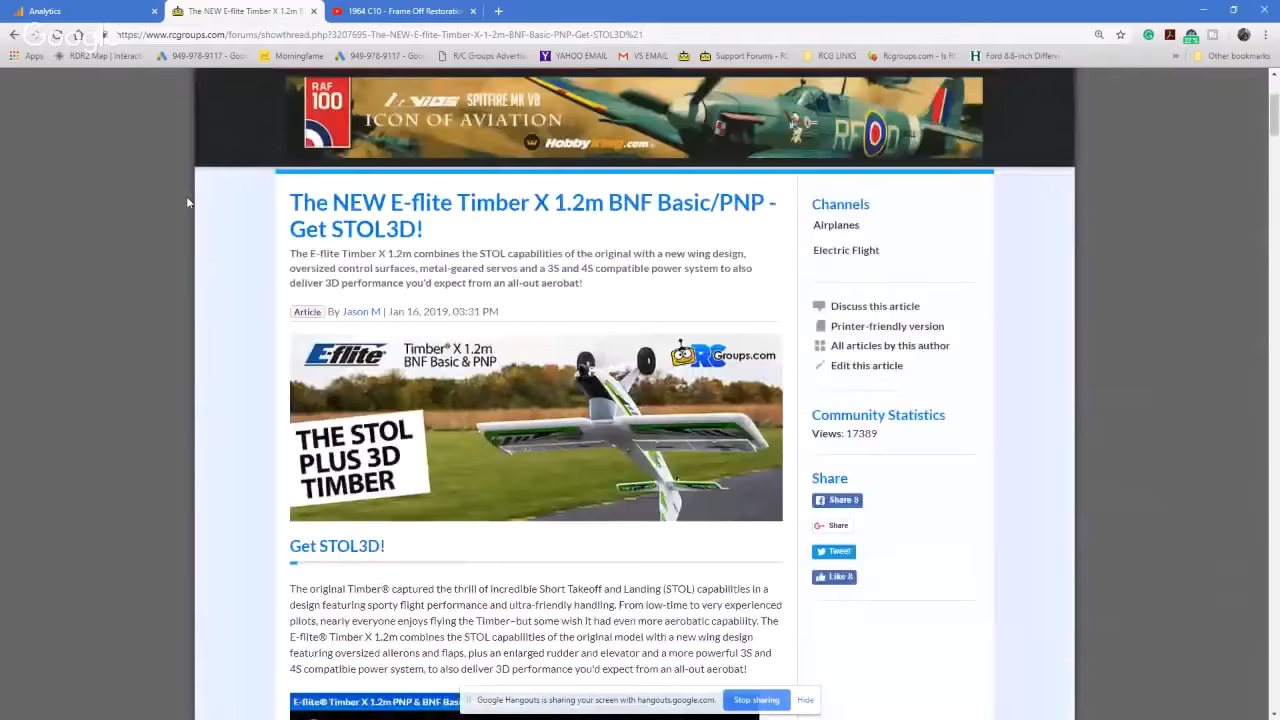 Analytics
The NEW E-flite Timber X 1.2m B
1964 C10 - Frame Off Restoratio
Google
https://www.rcgroups.com/forums/showthread.php?3207695-The-NEW-E-flite-Timber-X-1-2m-BNF-Basic-PNP-Get-STOL3D%21
Apps
RDR2 Map | Interacti
949-978-9117 - Goo
Morningfame
949-978-9117 - Goo
R/C Groups Advertis
YAHOO EMAIL
VS EMAIL
Support Forums - RC
RCG LINKS
Rcgroups.com - Is Bl
Ford 8.8-inch Differe
»
Other bookmarks
RAF
100
VIDS SPITFIRE MK VB
ICON OF AVIATION
HobbyKing.com
The NEW E-flite Timber X 1.2m BNF Basic/PNP -
Get STOL3D!
The E-flite Timber X 1.2m combines the STOL capabilities of the original with a new wing design,
oversized control surfaces, metal-geared servos and a 3S and 4S compatible power system to also
deliver 3D performance you'd expect from an all-out aerobat!
Article By Jason M | Jan 16, 2019, 03:31 PM
E-flite
Timber® X 1.2m
BNF Basic & PNP
RCGroups.com
THE STOL
PLUS 3D
TIMBER
Get STOL3D!
The original Timber® captured the thrill of incredible Short Takeoff and Landing (STOL) capabilities in a
design featuring sporty flight performance and ultra-friendly handling. From low-time to very experienced
pilots, nearly everyone enjoys flying the Timber–but some wish it had even more aerobatic capability. The
E-flite® Timber X 1.2m combines the STOL capabilities of the original model with a new wing design
featuring oversized ailerons and flaps, plus an enlarged rudder and elevator and a more powerful 3S and
4S compatible power system, to also deliver 3D performance you'd expect from an all-out aerobat!
E-flite® Timber X 1.2m PNP & BNF Basi
Channels
Airplanes
Electric Flight
Discuss this article
Printer-friendly version
All articles by this author
Edit this article
Community Statistics
Views: 17389
Share
Share 8
G+ Share
Tweet
Like 8
Google Hangouts is sharing your screen with hangouts.google.com.
Stop sharing
Hide